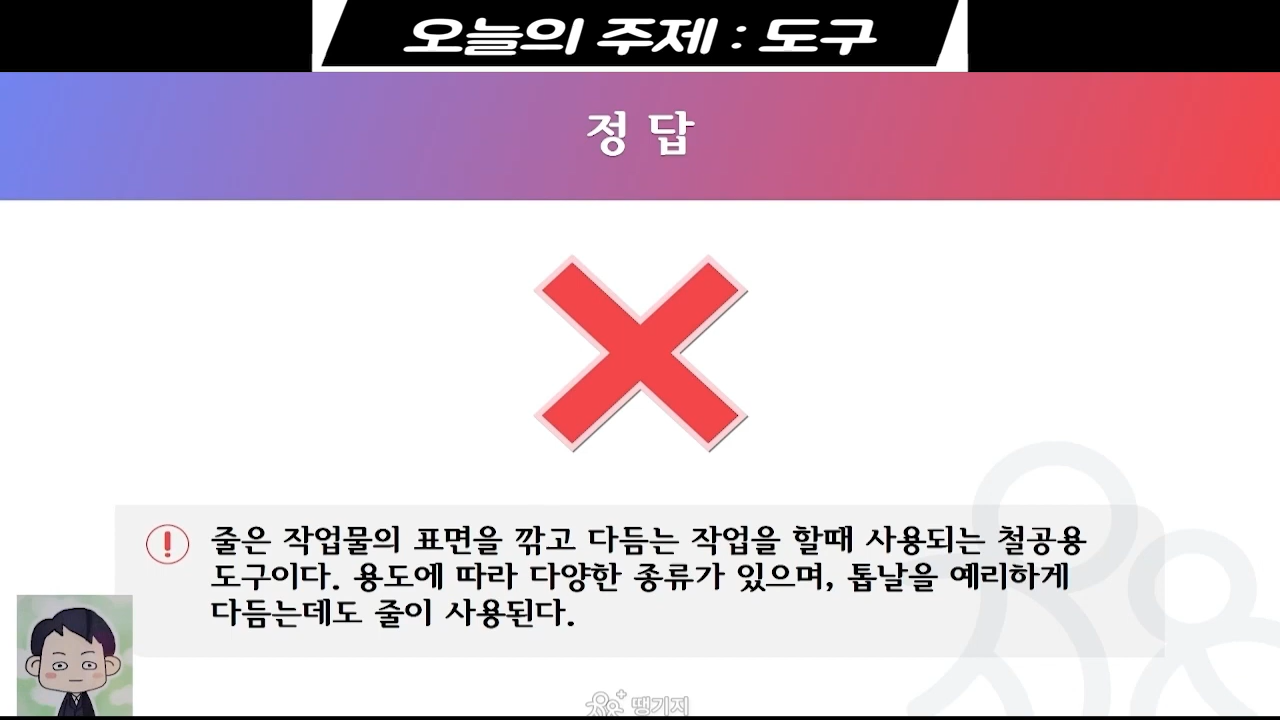 오늘의 주제 : 도구
정 답
줄은 작업물의 표면을 깎고 다듬는 작업을 할때 사용되는 철공용
도구이다. 용도에 따라 다양한 종류가 있으며, 톱날을 예리하게
다듬는데도 줄이 사용된다.
땡기지